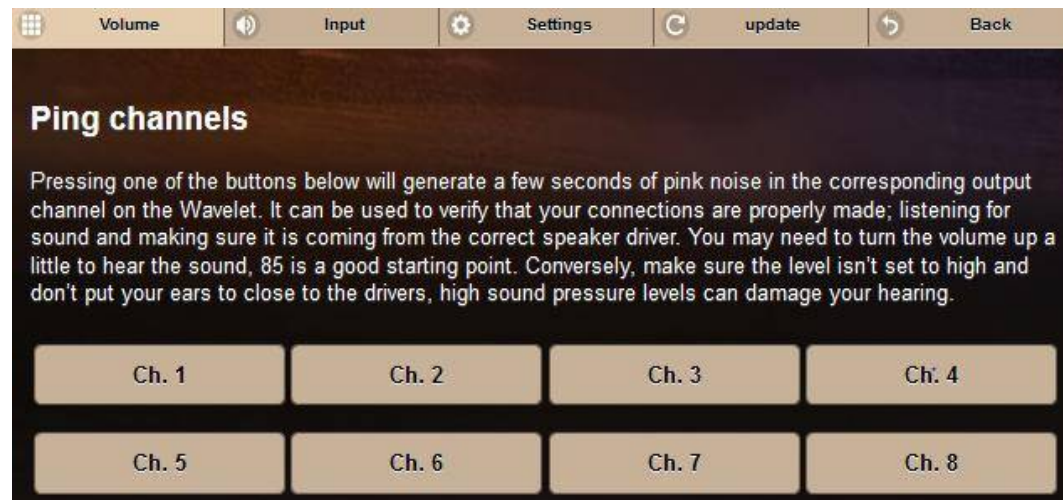 Volume Input Settings update Back
Ping channels
Pressing one of the buttons below will generate a few seconds of pink noise in the corresponding output
channel on the Wavelet. It can be used to verify that your connections are properly made; listening for
sound and making sure it is coming from the correct speaker driver. You may need to turn the volume up a
little to hear the sound, 85 is a good starting point. Conversely, make sure the level isn't set to high and
don't put your ears to close to the drivers, high sound pressure levels can damage your hearing.
Ch. 1 Ch. 2 Ch. 3 Ch. 4
Ch. 5 Ch. 6 Ch. 7 Ch. 8